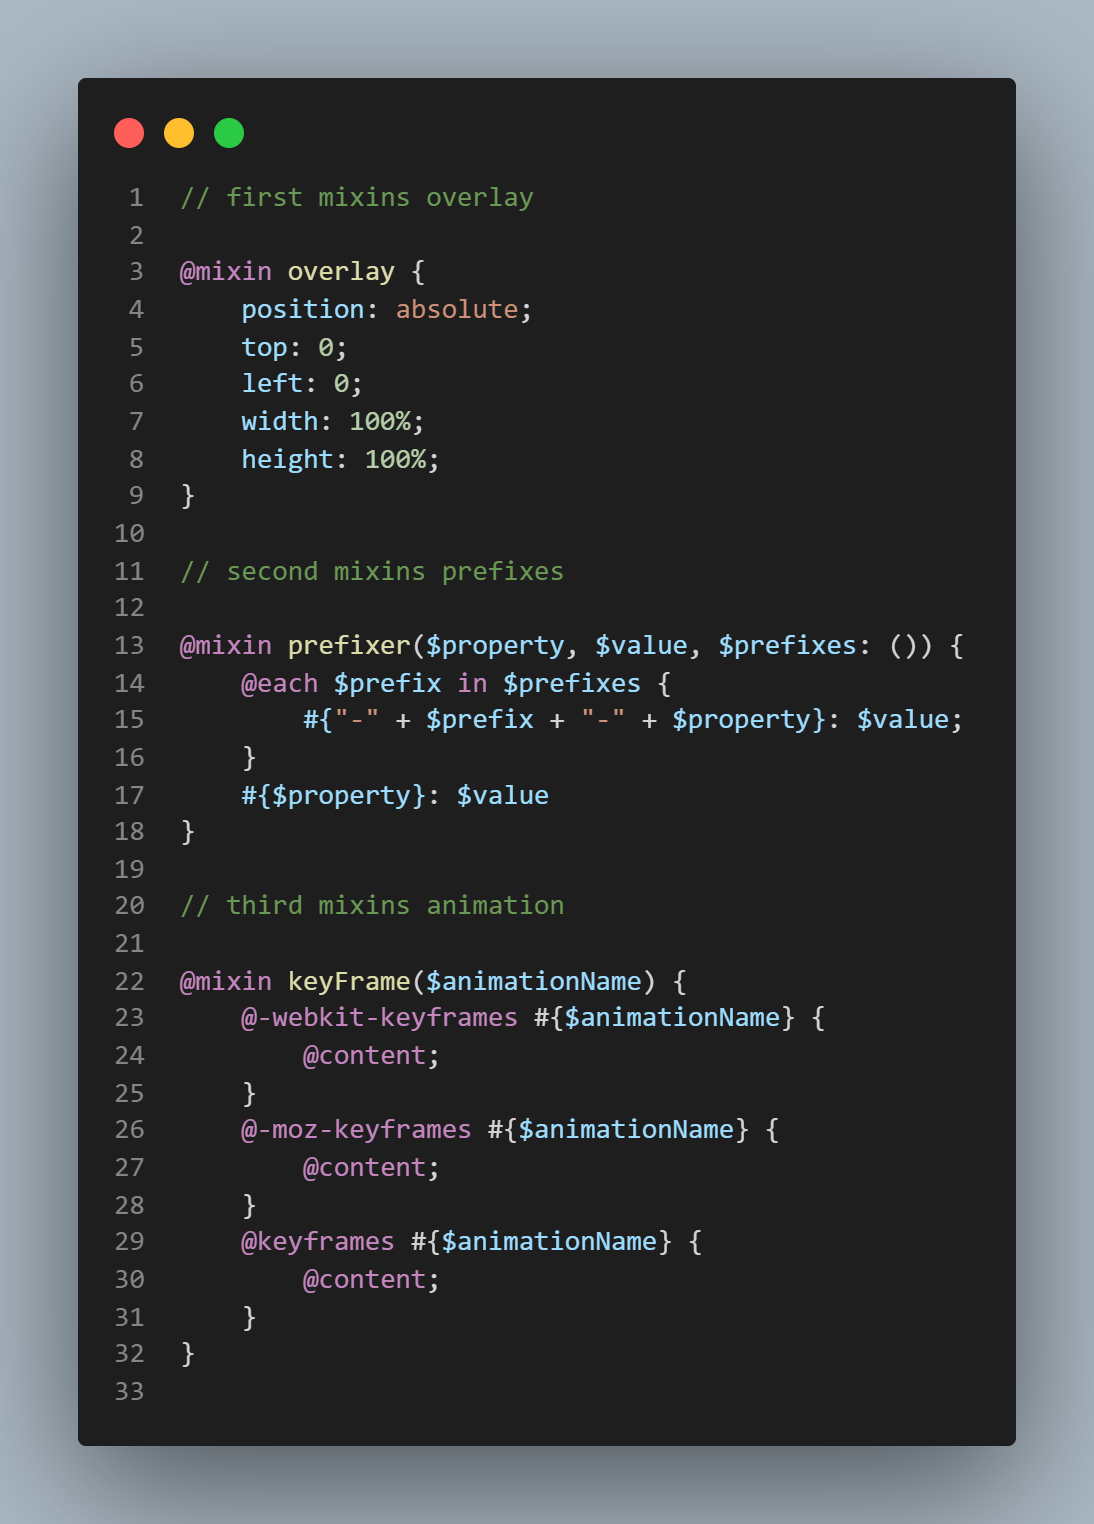 1 // first mixins overlay
2
3 @mixin overlay {
4     position: absolute;
5     top: 0;
6     left: 0;
7     width: 100%;
8     height: 100%;
9 }
10
11 // second mixins prefixes
12
13 @mixin prefixer($property, $value, $prefixes: ()) {
14     @each $prefix in $prefixes {
15         #{"-" + $prefix + "-" + $property}: $value;
16     }
17     #{$property}: $value
18 }
19
20 // third mixins animation
21
22 @mixin keyFrame($animationName) {
23     @-webkit-keyframes #{$animationName} {
24         @content;
25     }
26     @-moz-keyframes #{$animationName} {
27         @content;
28     }
29     @keyframes #{$animationName} {
30         @content;
31     }
32 }
33